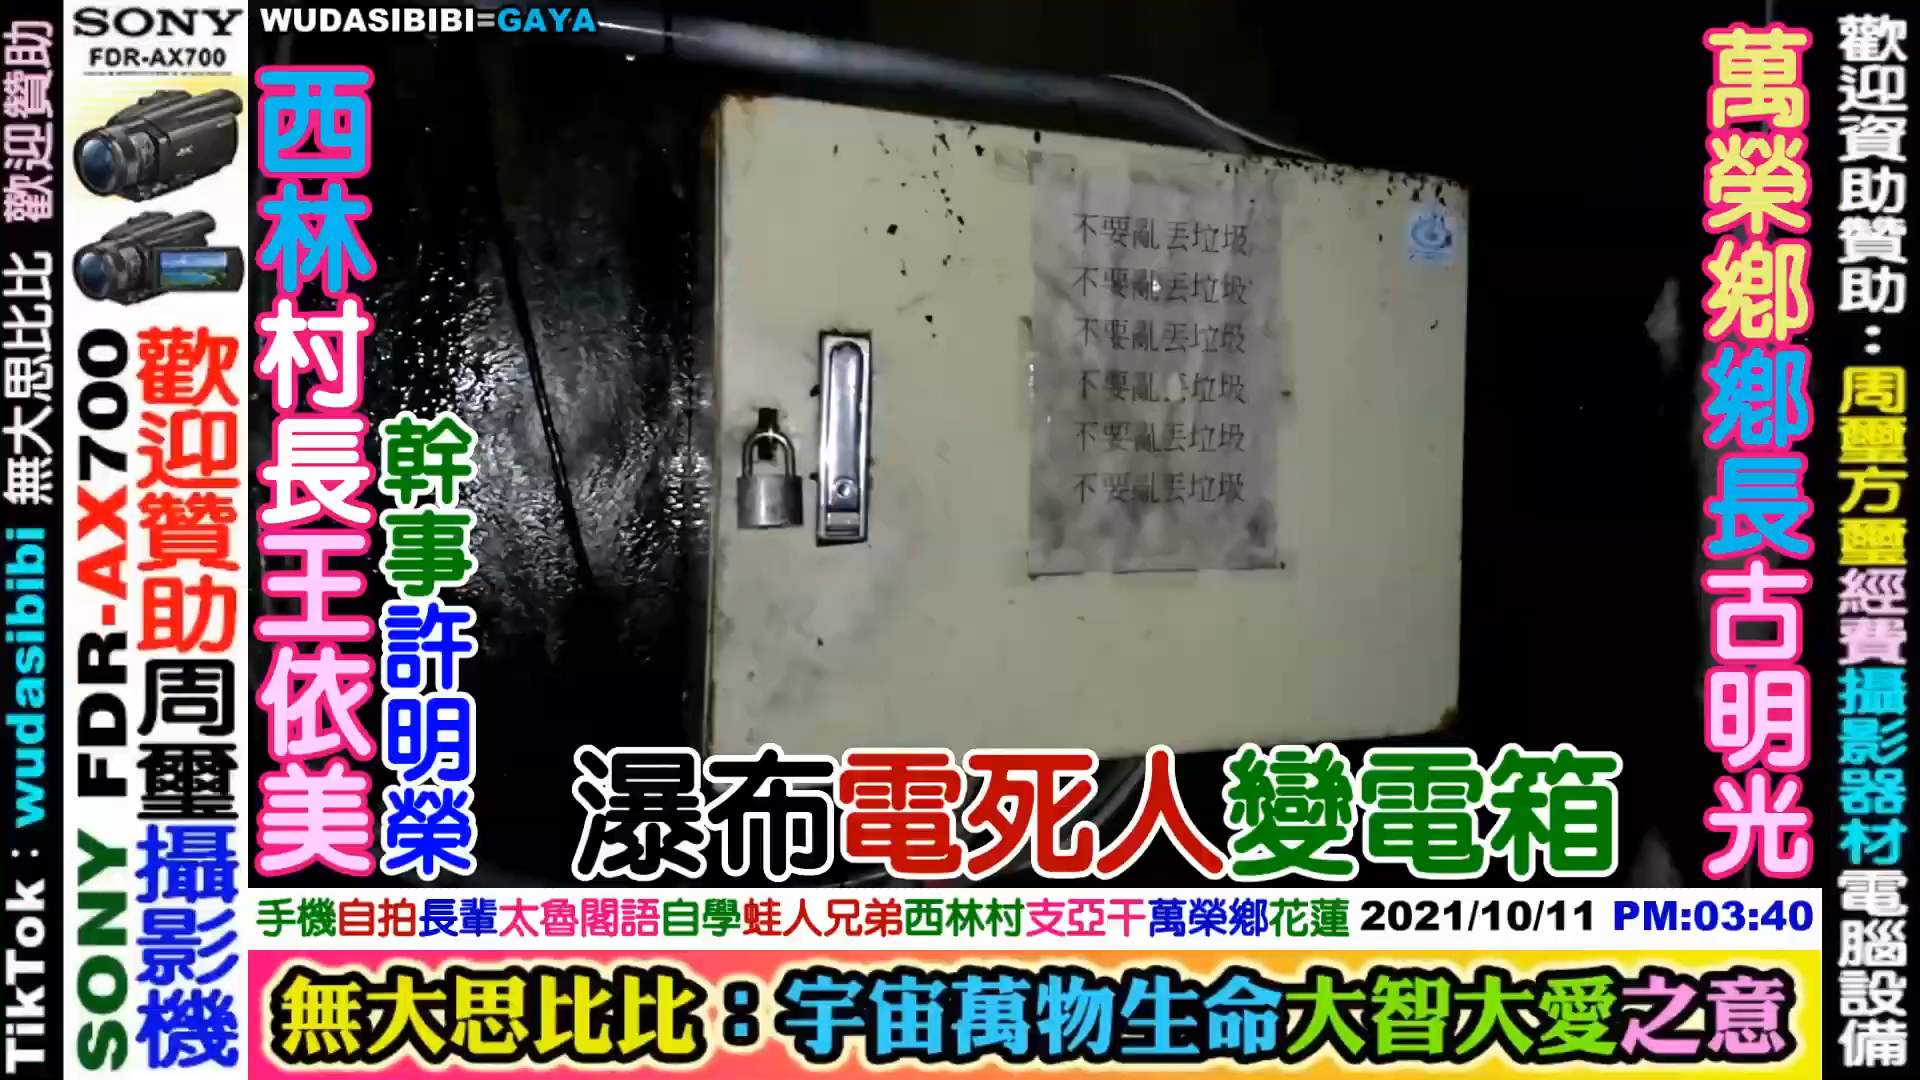 歡迎贊助
無大思比比
TikTok : wudasibibi
SONY
FDR-AX700
4K
歡迎贊助周璽攝影機
SONY FDR-AX700
WUDASIBIBI=GAYA
西林村長王依美
幹事許明榮
不要亂丟垃圾
不要亂丟垃圾
不要亂丟垃圾
不要亂丟垃圾
不要亂丟垃圾
不要亂丟垃圾
萬榮鄉鄉長古明光
歡迎資助贊助：周璽方璽經費攝影器材電腦設備
瀑布電死人變電箱
手機自拍長輩太魯閣語自學蛙人兄弟西林村支亞干萬榮鄉花蓮 2021/10/11 PM:03:40
無大思比比：宇宙萬物生命大智大愛之意